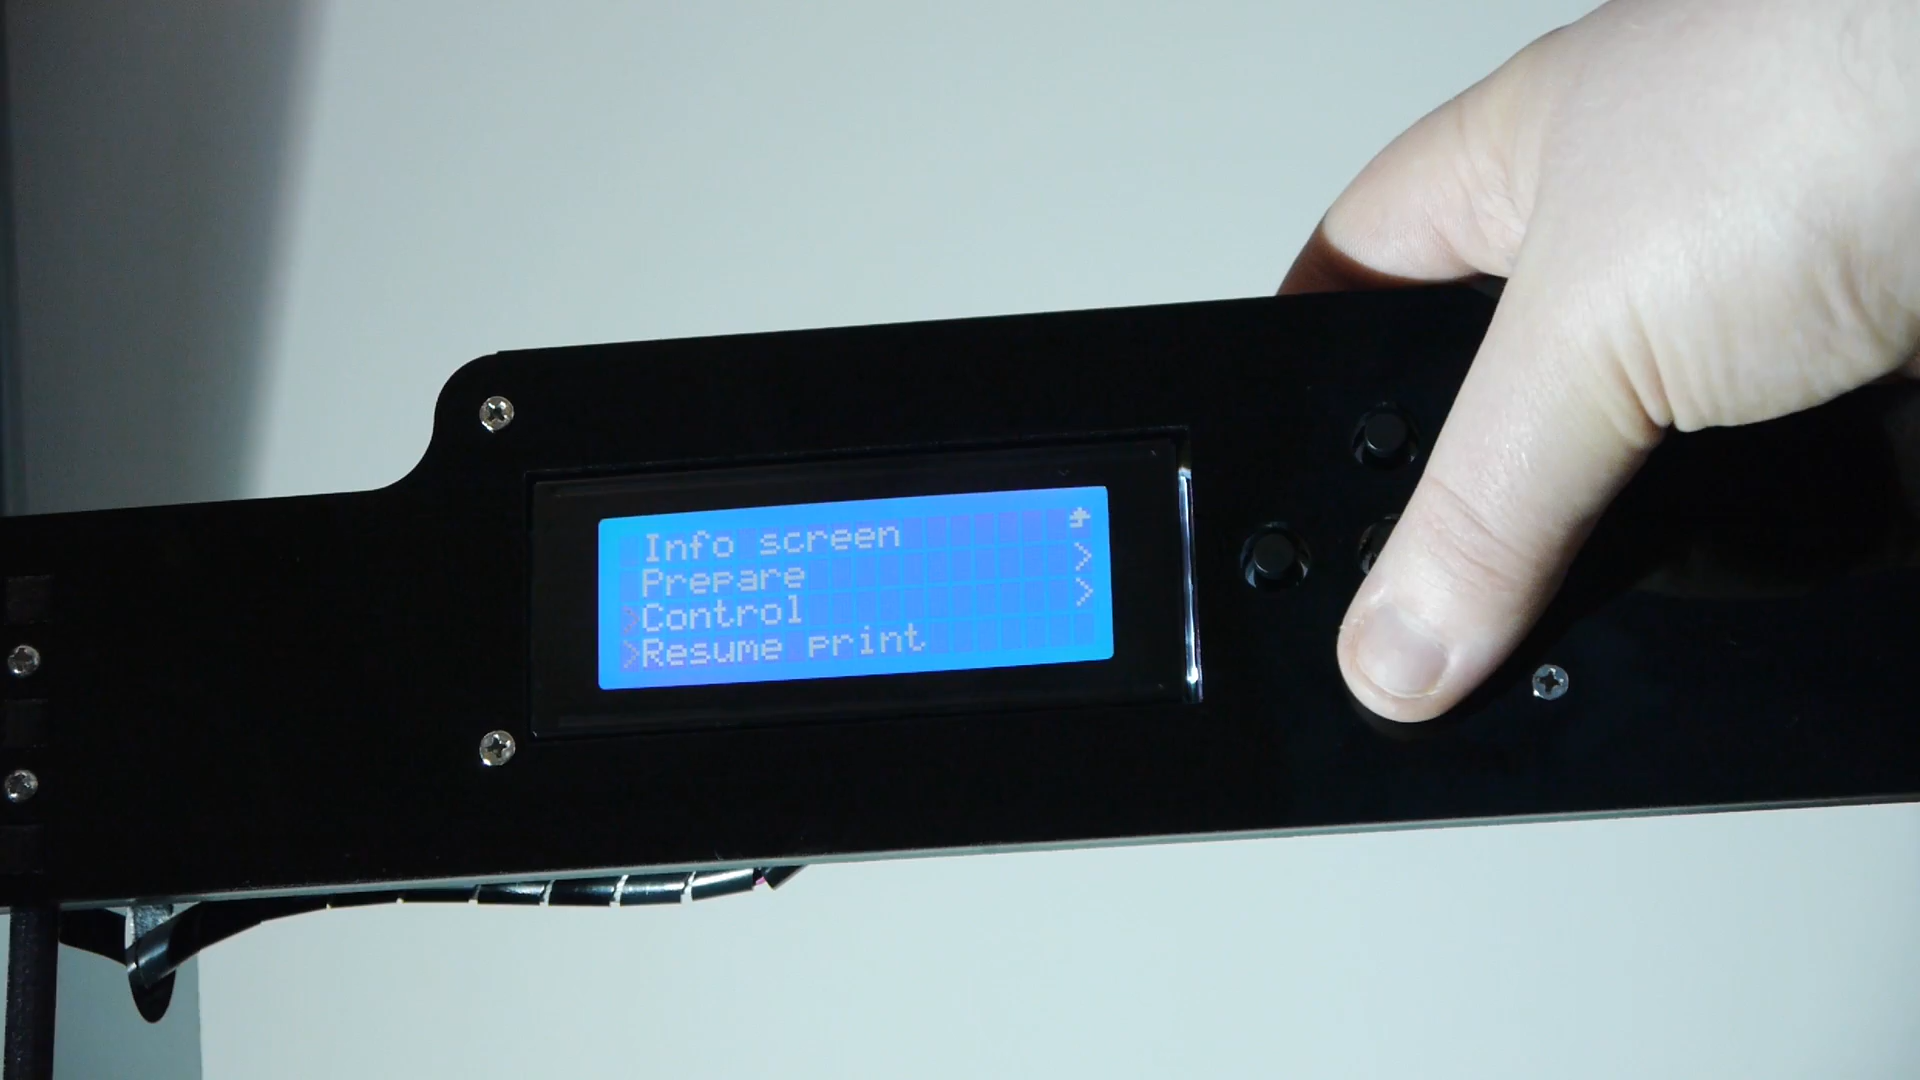 Info screen
Prepare >
>Control >
>Resume print